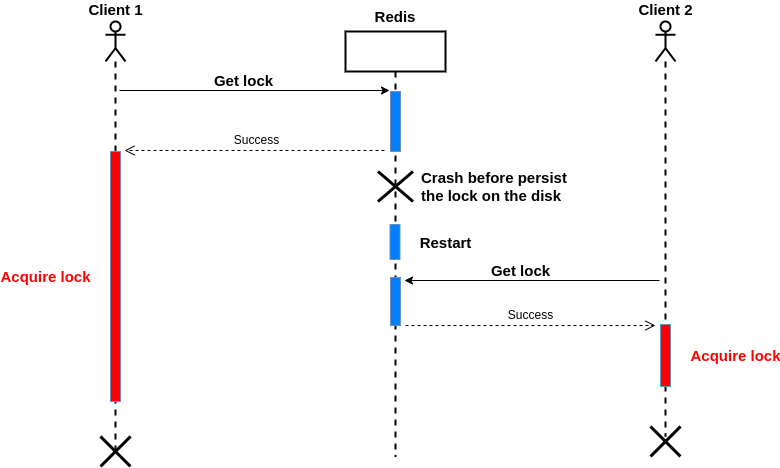 Client 1
Redis
Client 2
Get lock
Success
Crash before persist
the lock on the disk
Restart
Get lock
Acquire lock
Success
Acquire lock